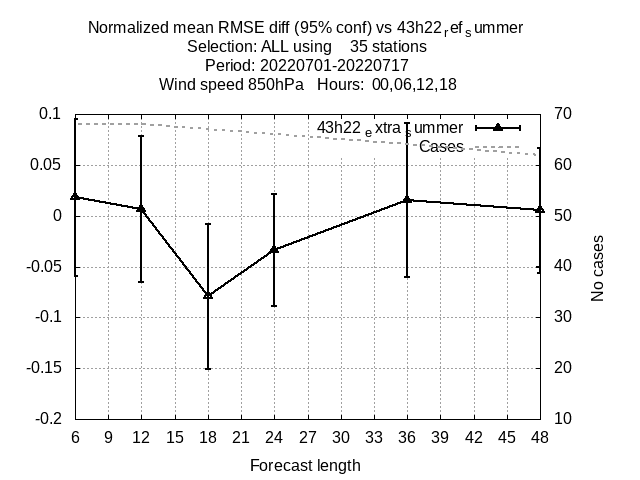 Normalized mean RMSE diff (95% conf) vs 43h22refsummer
Selection: ALL using    35 stations
Period: 20220701-20220717
Wind speed 850hPa   Hours:  00,06,12,18
0.1
70
43h22extrasummer
Cases
0.05
60
0
50
-0.05
40
No cases
-0.1
30
-0.15
20
-0.2
10
6 9 12 15 18 21 24 27 30 33 36 39 42 45 48
Forecast length